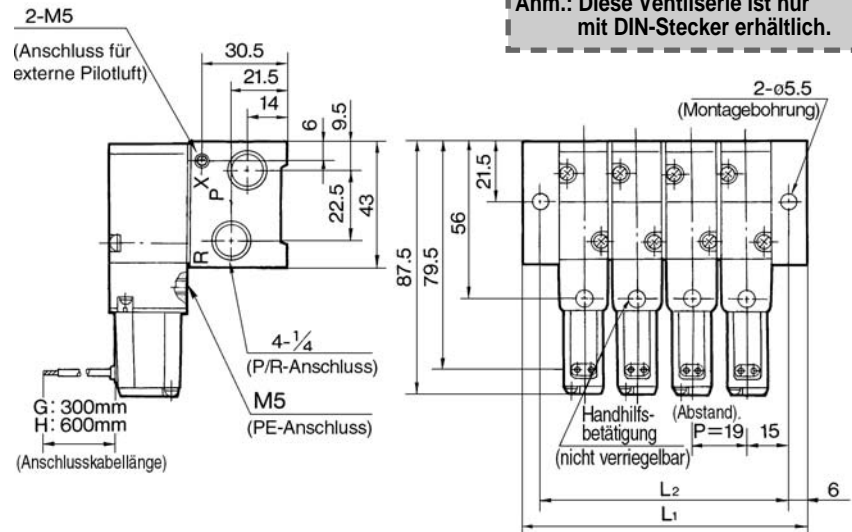 Anm.: Diese Ventilserie ist nur
mit DIN-Stecker erhältlich.
2-M5
(Anschluss für
externe Pilotluft)
30.5
21.5
14
6
9.5
22.5
43
X
P
R
4-1/4
(P/R-Anschluss)
M5
(PE-Anschluss)
G: 300mm
H: 600mm
(Anschlusskabellänge)
2-ø5.5
(Montagebohrung)
21.5
56
79.5
87.5
Handhilfs-
betätigung
(nicht verriegelbar)
(Abstand).
P=19
15
L2
6
L1